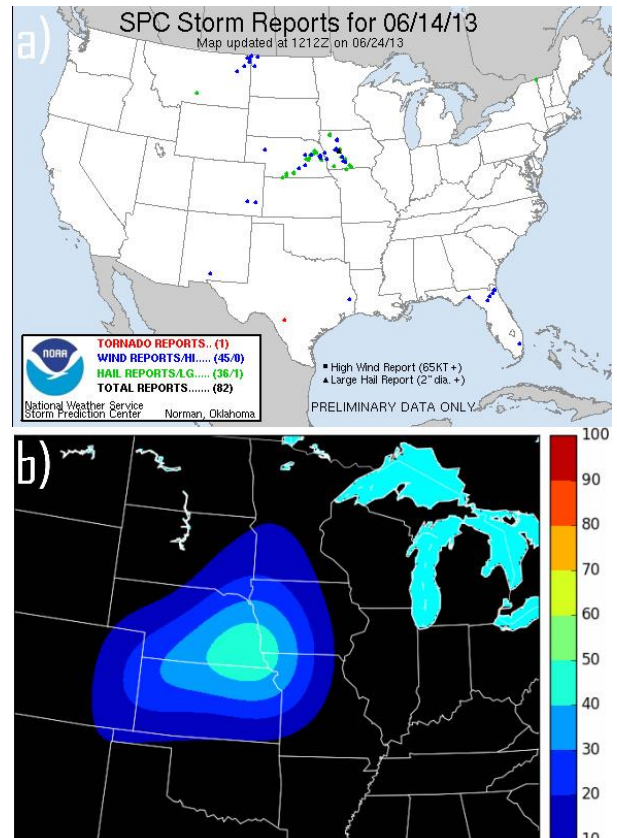 a)
SPC Storm Reports for 06/14/13
Map updated at 1212Z on 06/24/13
NOAA
TORNADO REPORTS.. (1)
WIND REPORTS/HI..... (45/0)
HAIL REPORTS/LG..... (36/1)
TOTAL REPORTS....... (82)
National Weather Service
Storm Prediction Center
Norman, Oklahoma
■ High Wind Report (65KT +)
▲ Large Hail Report (2" dia. +)
PRELIMINARY DATA ONLY
b)
100
90
80
70
60
50
40
30
20
10